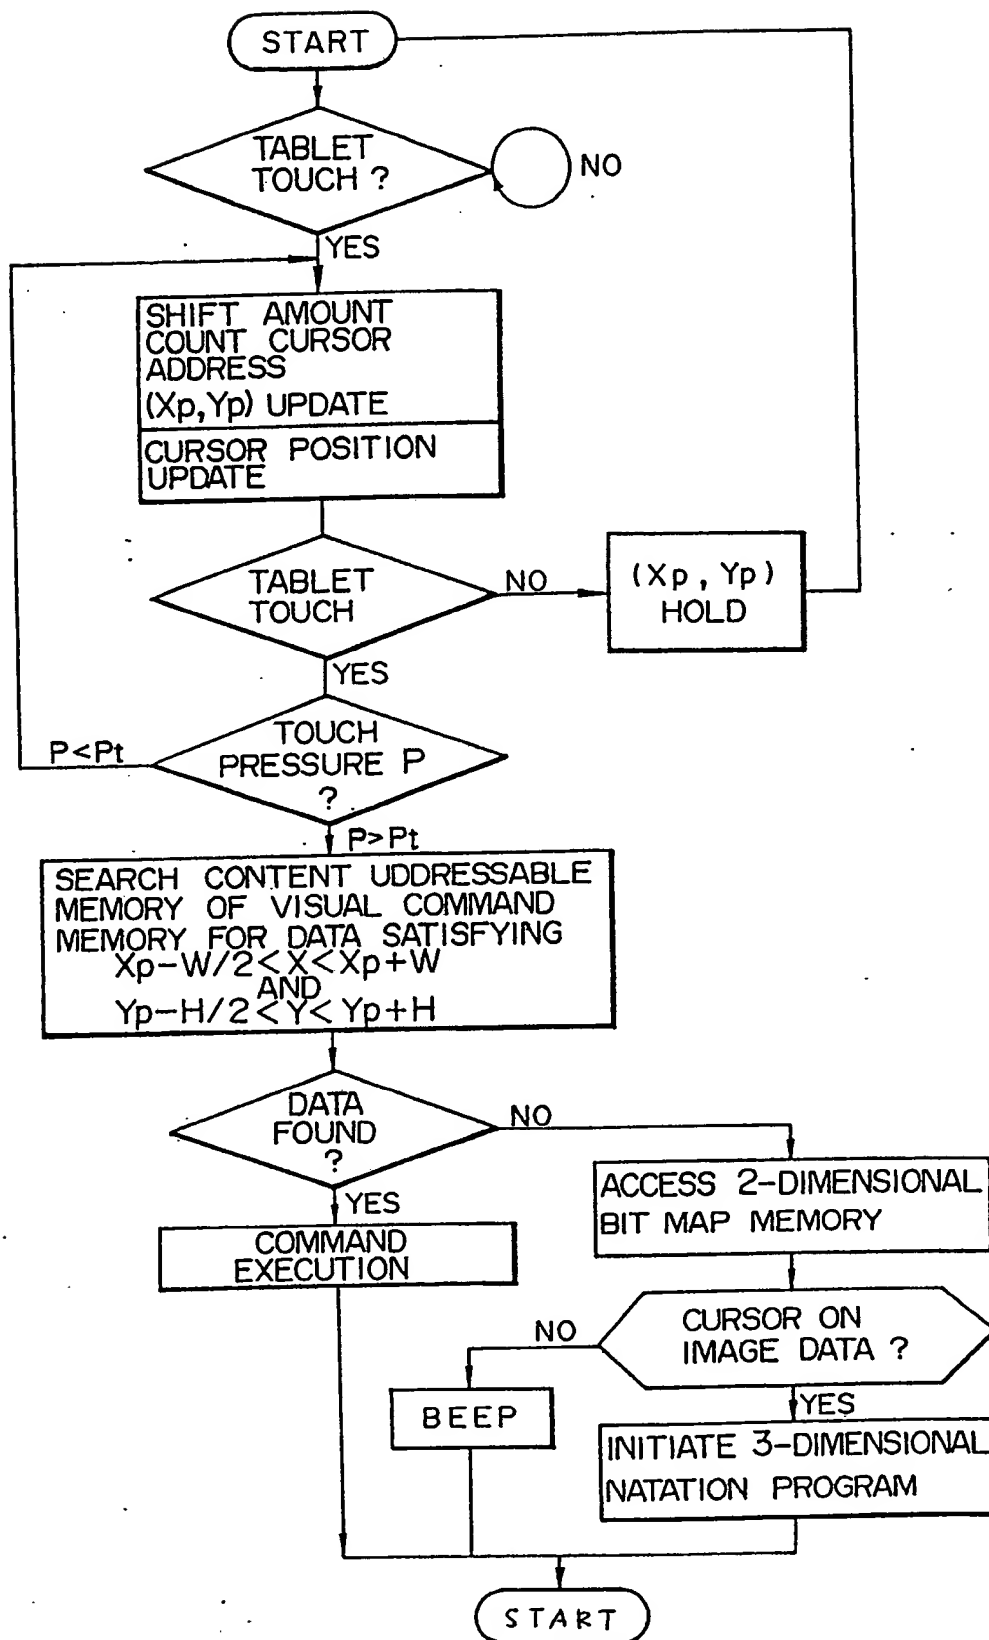 START
TABLET
TOUCH ?
NO
YES
SHIFT AMOUNT
COUNT CURSOR
ADDRESS
(Xp,Yp) UPDATE
CURSOR POSITION
UPDATE
TABLET
TOUCH
NO
(Xp, Yp)
HOLD
YES
TOUCH
PRESSURE P
?
P<Pt
P>Pt
SEARCH CONTENT UDDRESSABLE
MEMORY OF VISUAL COMMAND
MEMORY FOR DATA SATISFYING
Xp-W/2<X<Xp+W
AND
Yp-H/2<Y<Yp+H
DATA
FOUND
?
NO
YES
COMMAND
EXECUTION
ACCESS 2-DIMENSIONAL
BIT MAP MEMORY
CURSOR ON
IMAGE DATA ?
NO
BEEP
YES
INITIATE 3-DIMENSIONAL
NATATION PROGRAM
START